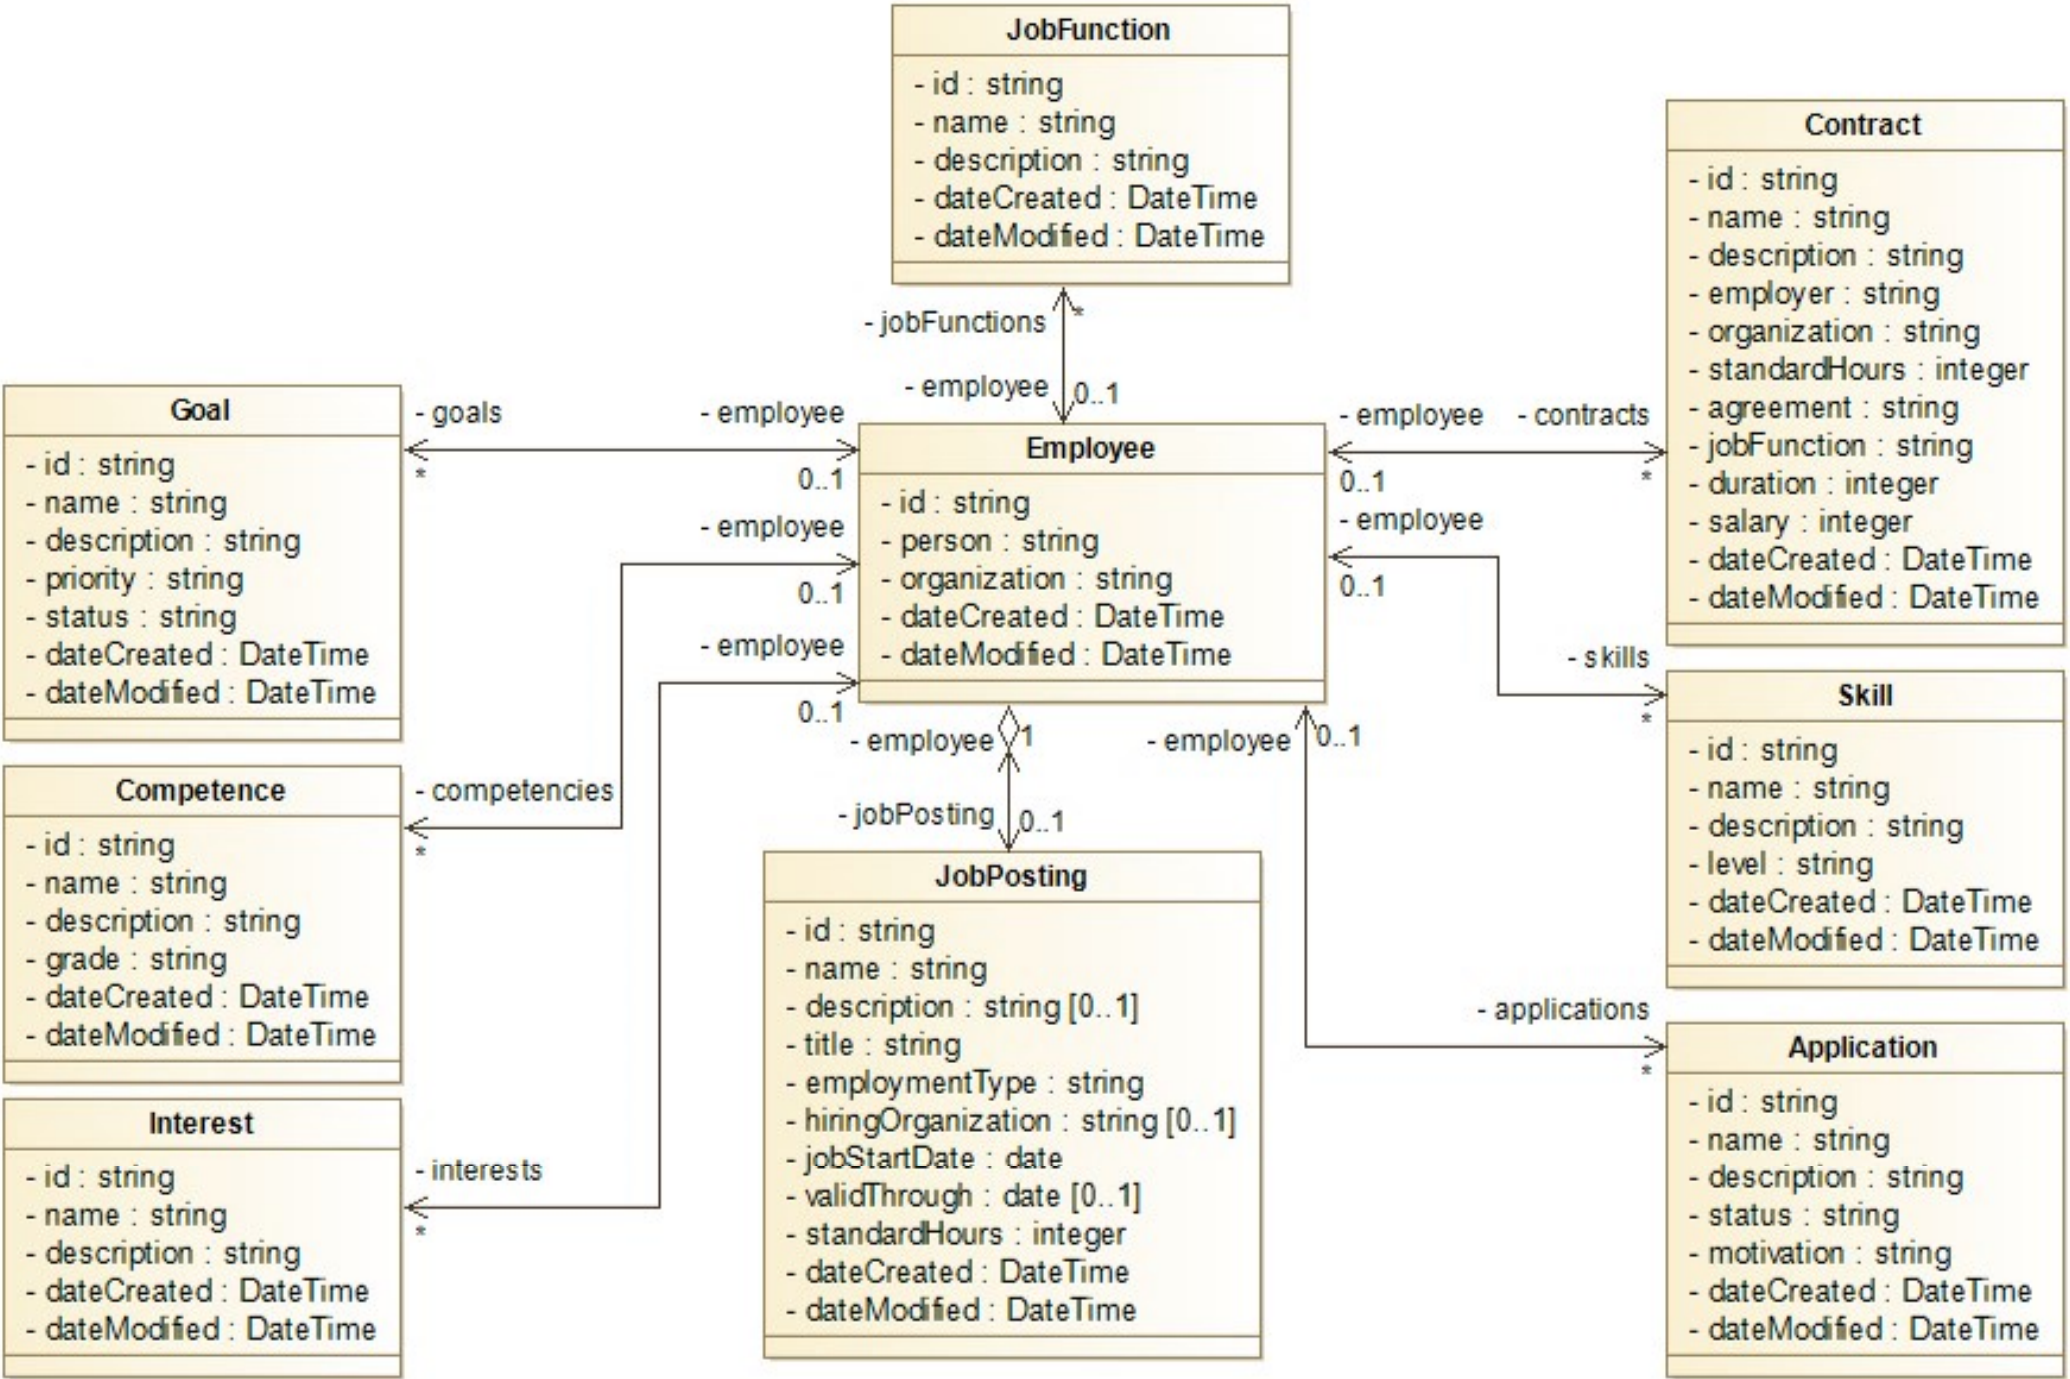 JobFunction
- id : string
- name : string
- description : string
- dateCreated : DateTime
- dateModified : DateTime
- jobFunctions
*
- employee
0..1
Goal
- id : string
- name : string
- description : string
- priority : string
- status : string
- dateCreated : DateTime
- dateModified : DateTime
- goals
*
- employee
0..1
Competence
- id : string
- name : string
- description : string
- grade : string
- dateCreated : DateTime
- dateModified : DateTime
- competencies
*
- employee
0..1
Interest
- id : string
- name : string
- description : string
- dateCreated : DateTime
- dateModified : DateTime
- interests
*
- employee
0..1
Employee
- id : string
- person : string
- organization : string
- dateCreated : DateTime
- dateModified : DateTime
- employee
1
- jobPosting
0..1
JobPosting
- id : string
- name : string
- description : string [0..1]
- title : string
- employmentType : string
- hiringOrganization : string [0..1]
- jobStartDate : date
- validThrough : date [0..1]
- standardHours : integer
- dateCreated : DateTime
- dateModified : DateTime
- employee
0..1
- contracts
*
Contract
- id : string
- name : string
- description : string
- employer : string
- organization : string
- standardHours : integer
- agreement : string
- jobFunction : string
- duration : integer
- salary : integer
- dateCreated : DateTime
- dateModified : DateTime
- employee
0..1
- skills
*
Skill
- id : string
- name : string
- description : string
- level : string
- dateCreated : DateTime
- dateModified : DateTime
- employee
0..1
- applications
*
Application
- id : string
- name : string
- description : string
- status : string
- motivation : string
- dateCreated : DateTime
- dateModified : DateTime